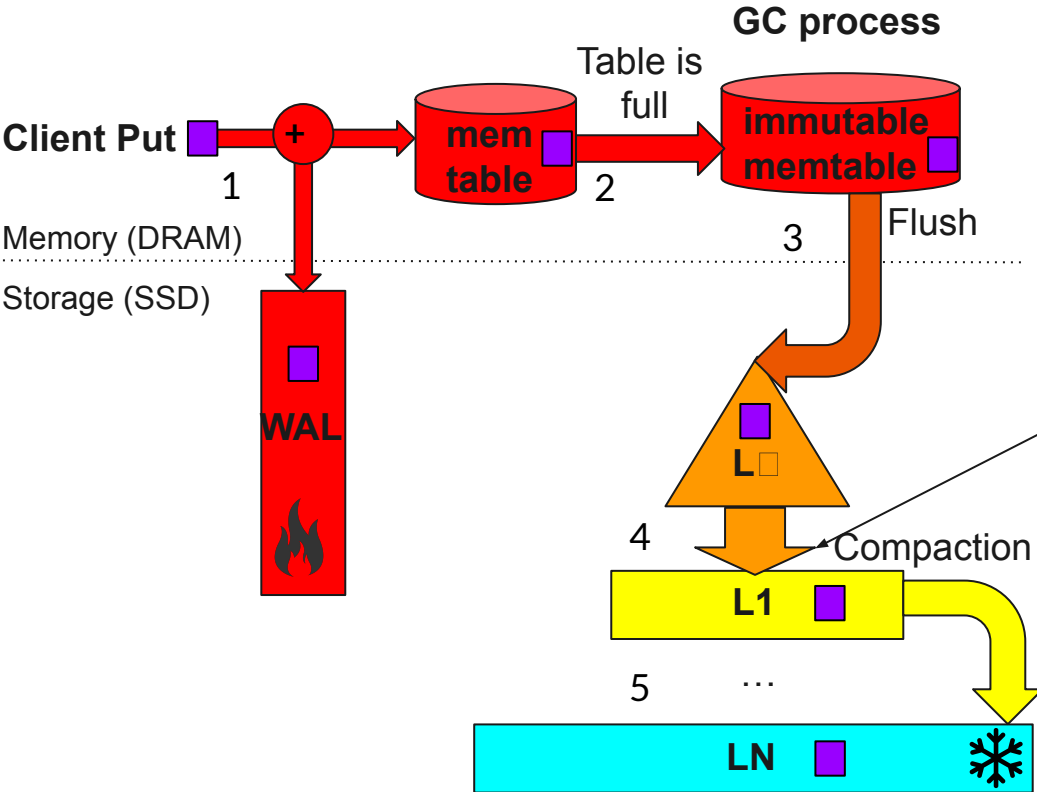 GC process
Table is
full
Client Put
+
mem
table
immutable
memtable
1
2
3
Flush
Memory (DRAM)
Storage (SSD)
WAL
L□
4
Compaction
L1
5
...
LN